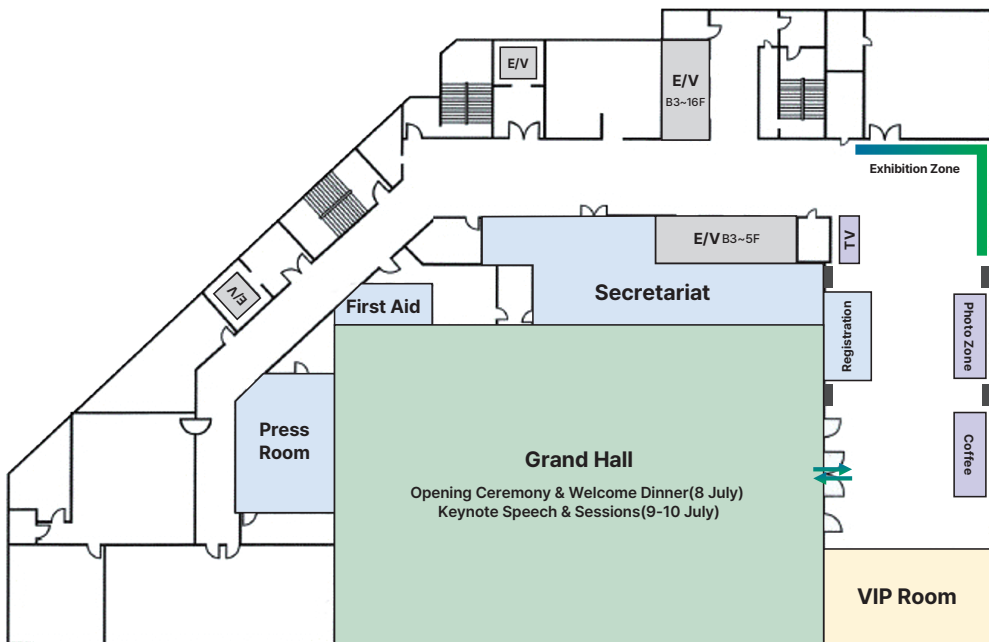 E/V
E/V
B3~16F
Exhibition Zone
E/V B3~5F
TV
E/V
First Aid
Secretariat
Registration
Photo Zone
Press
Room
Grand Hall
Opening Ceremony & Welcome Dinner(8 July)
Keynote Speech & Sessions(9-10 July)
Coffee
VIP Room